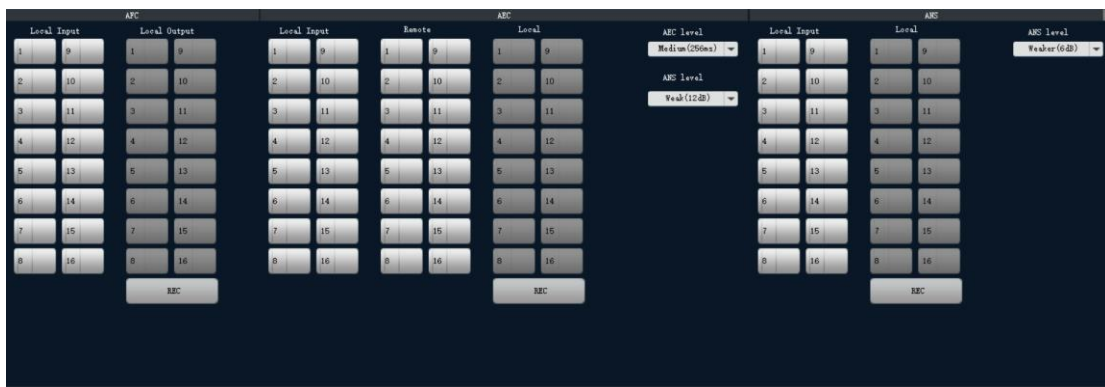 AFC AEC ANS
Local Input Local Output Local Input Remote Local AEC level Local Input Local ANS level
1 9 1 9 1 9 1 9 1 9 Medium(256ms) 1 9 1 9 Weaker(6dB)
2 10 2 10 2 10 2 10 2 10 ANS level 2 10 2 10
3 11 3 11 3 11 3 11 3 11 Weak(12dB) 3 11 3 11
4 12 4 12 4 12 4 12 4 12 4 12 4 12
5 13 5 13 5 13 5 13 5 13 5 13 5 13
6 14 6 14 6 14 6 14 6 14 6 14 6 14
7 15 7 15 7 15 7 15 7 15 7 15 7 15
8 16 8 16 8 16 8 16 8 16 8 16 8 16
REC REC REC